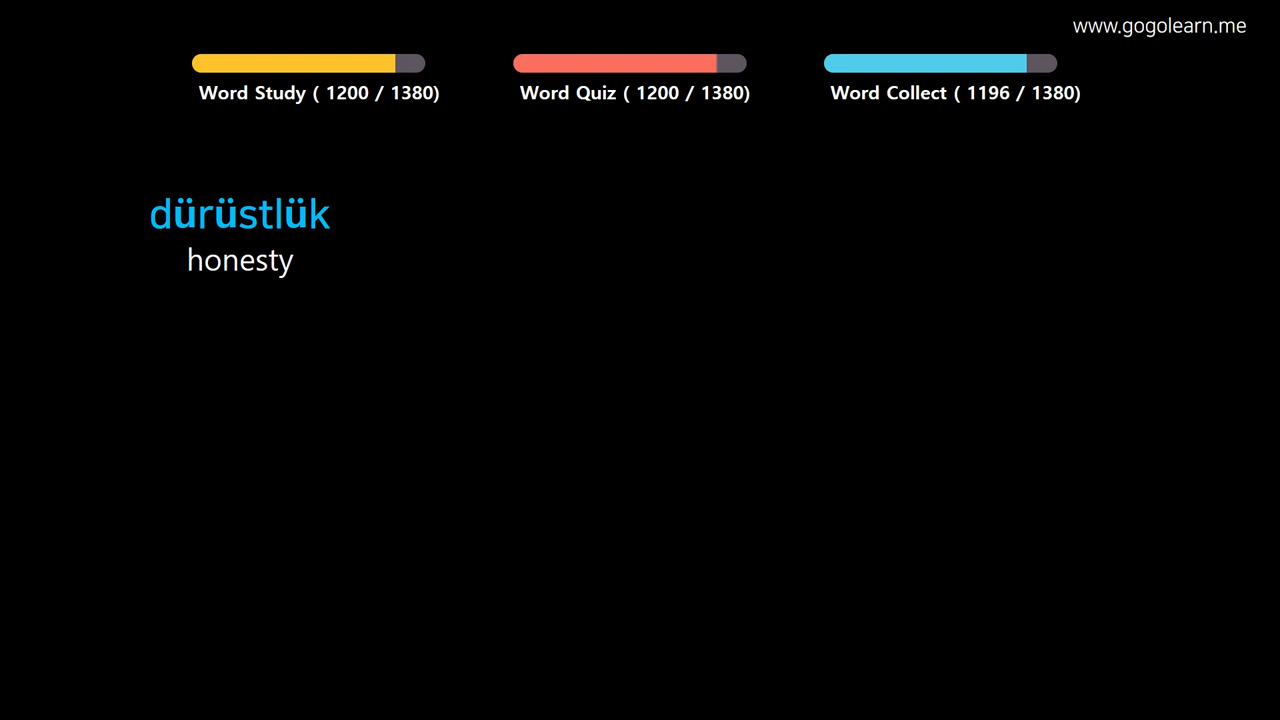 www.gogolearn.me
Word Study ( 1200 / 1380)
Word Quiz ( 1200 / 1380)
Word Collect ( 1196 / 1380)
dürüstlük
honesty